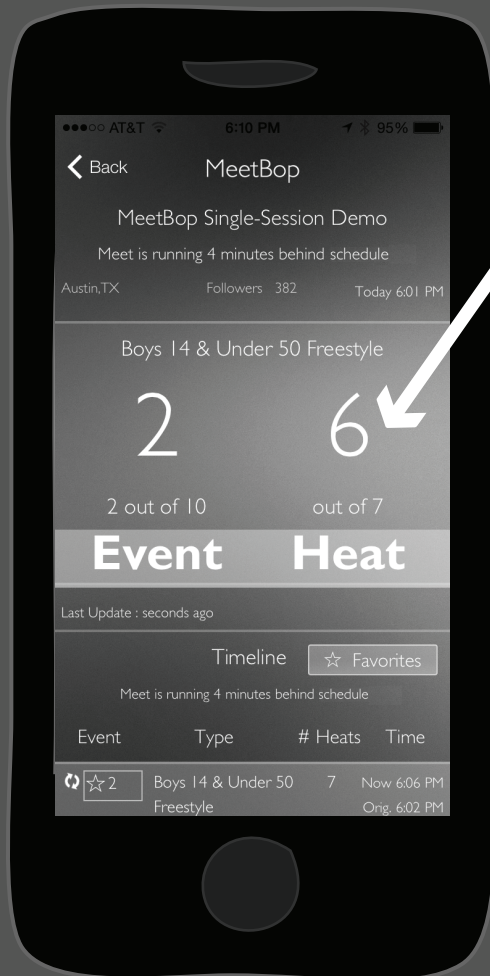 ●●●○○ AT&T 6:10 PM 95%
Back MeetBop
MeetBop Single-Session Demo
Meet is running 4 minutes behind schedule
Austin,TX Followers 382 Today 6:01 PM
Boys 14 & Under 50 Freestyle
2 6
2 out of 10 out of 7
Event Heat
Last Update : seconds ago
Timeline ☆ Favorites
Meet is running 4 minutes behind schedule
Event Type # Heats Time
☆ 2 Boys 14 & Under 50 7 Now 6:06 PM
Freestyle Orig. 6:02 PM